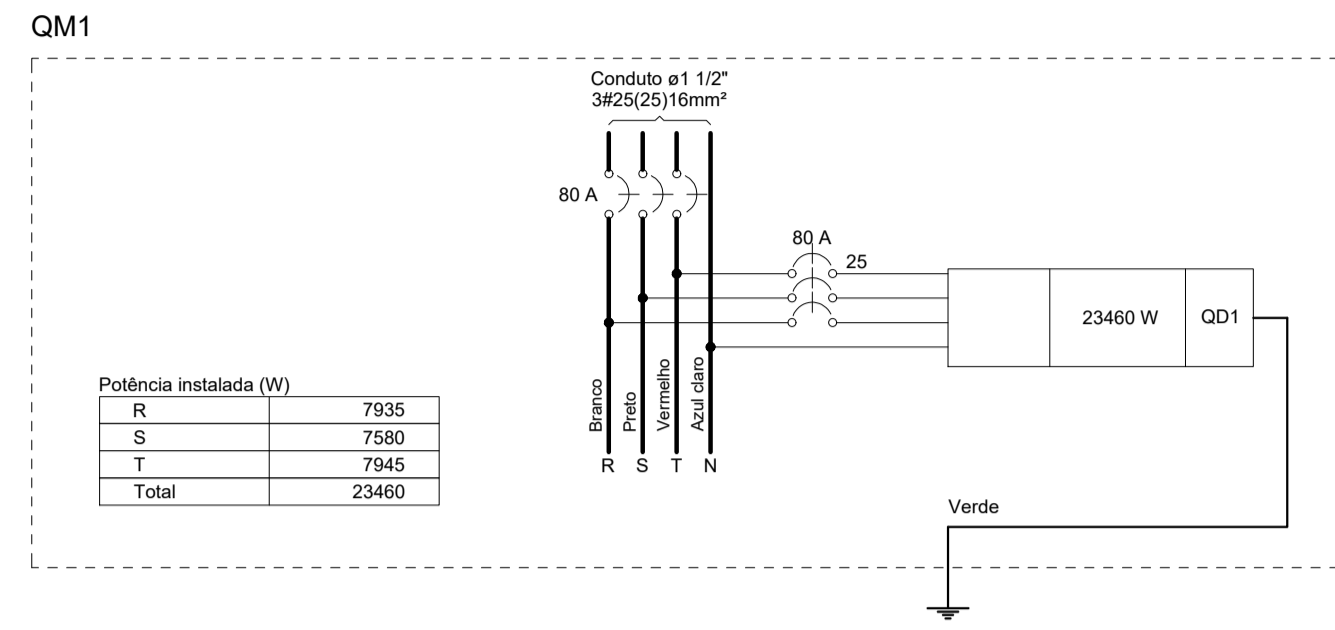 QM1
Conduto ø1 1/2"
3#25(25)16mm²
80 A
80 A
25
23460 W
QD1
Branco
Preto
Vermelho
Azul claro
R
S
T
N
Potência instalada (W)
R 7935
S 7580
T 7945
Total 23460
Verde